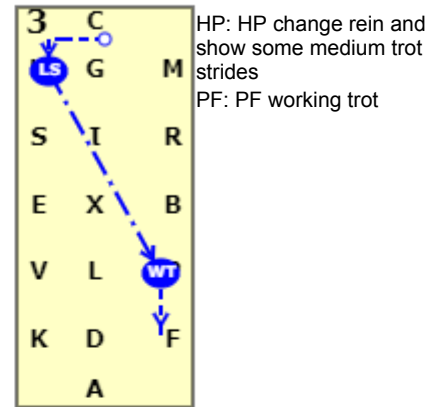 3 C
LS G M
S I R
E X B
V L WT
K D F
A
HP: HP change rein and
show some medium trot
strides
PF: PF working trot